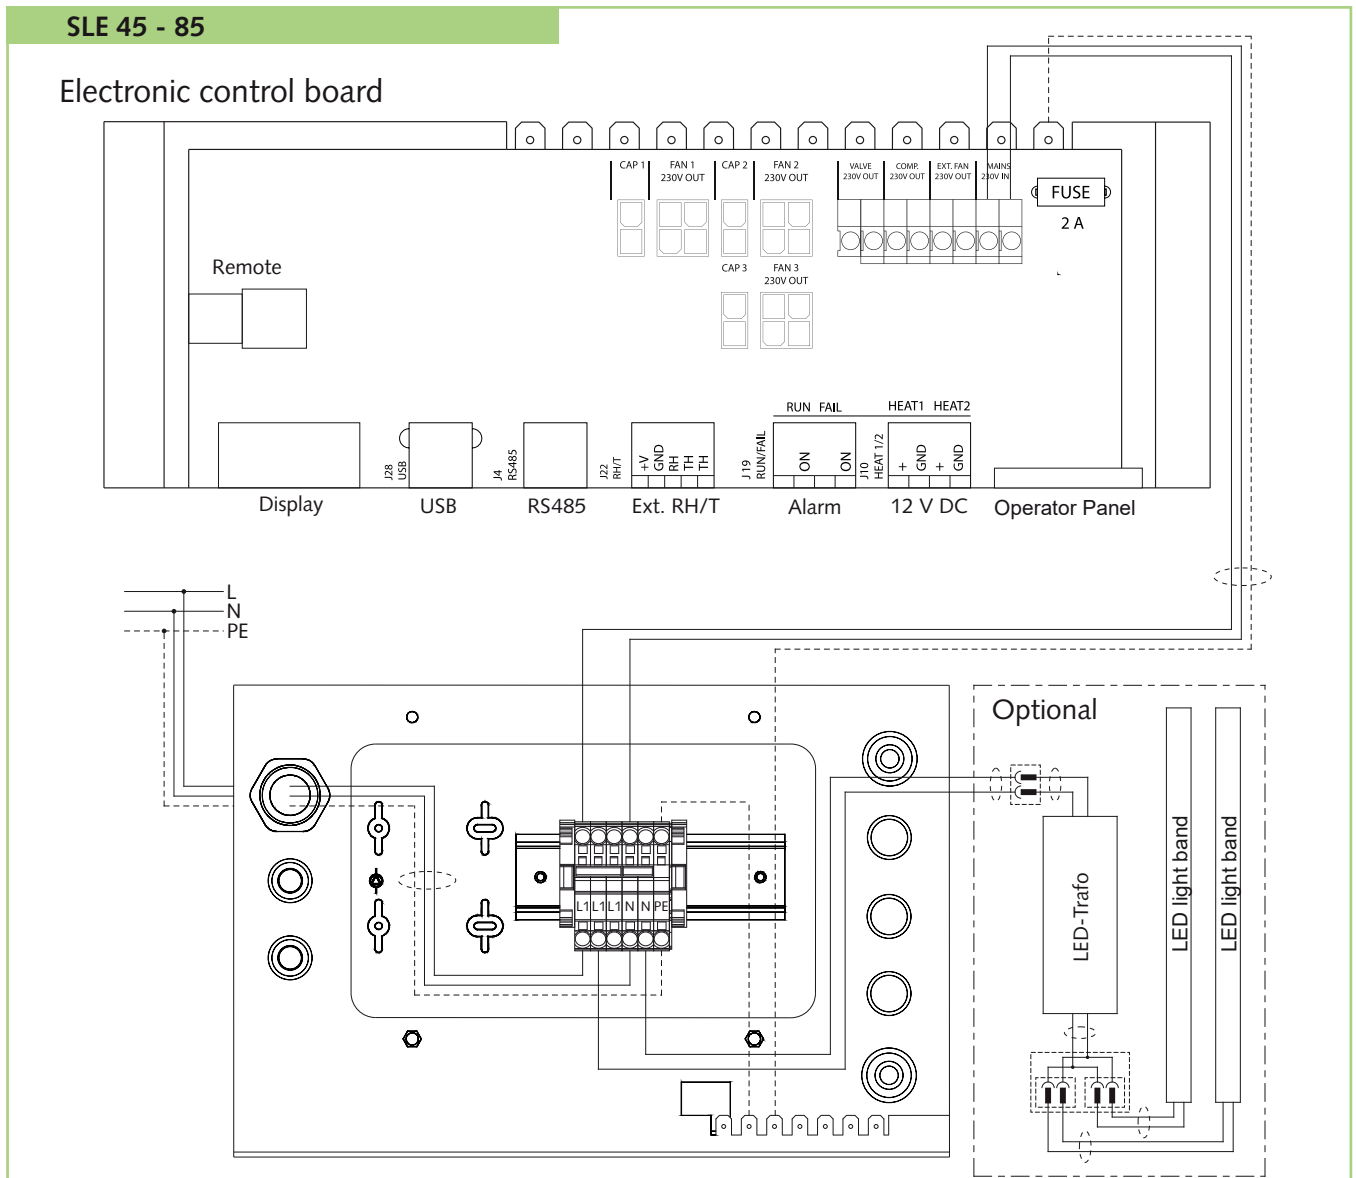 SLE 45 - 85
Electronic control board
CAP 1
FAN 1
230V OUT
CAP 2
FAN 2
230V OUT
VALVE
230V OUT
COMP.
230V OUT
EXT. FAN
230V OUT
MAINS
230V IN
FUSE
2 A
Remote
CAP 3
FAN 3
230V OUT
RUN FAIL
HEAT1 HEAT2
J28
USB
J4
RS485
J22
RH/T
+V
GND
RH
TH
TH
J19
RUN/FAIL
ON
ON
J10
HEAT 1/2
+
GND
+
GND
Display
USB
RS485
Ext. RH/T
Alarm
12 V DC
Operator Panel
L
N
PE
Optional
L1 L1 L1 N N PE
LED-Trafo
LED light band
LED light band